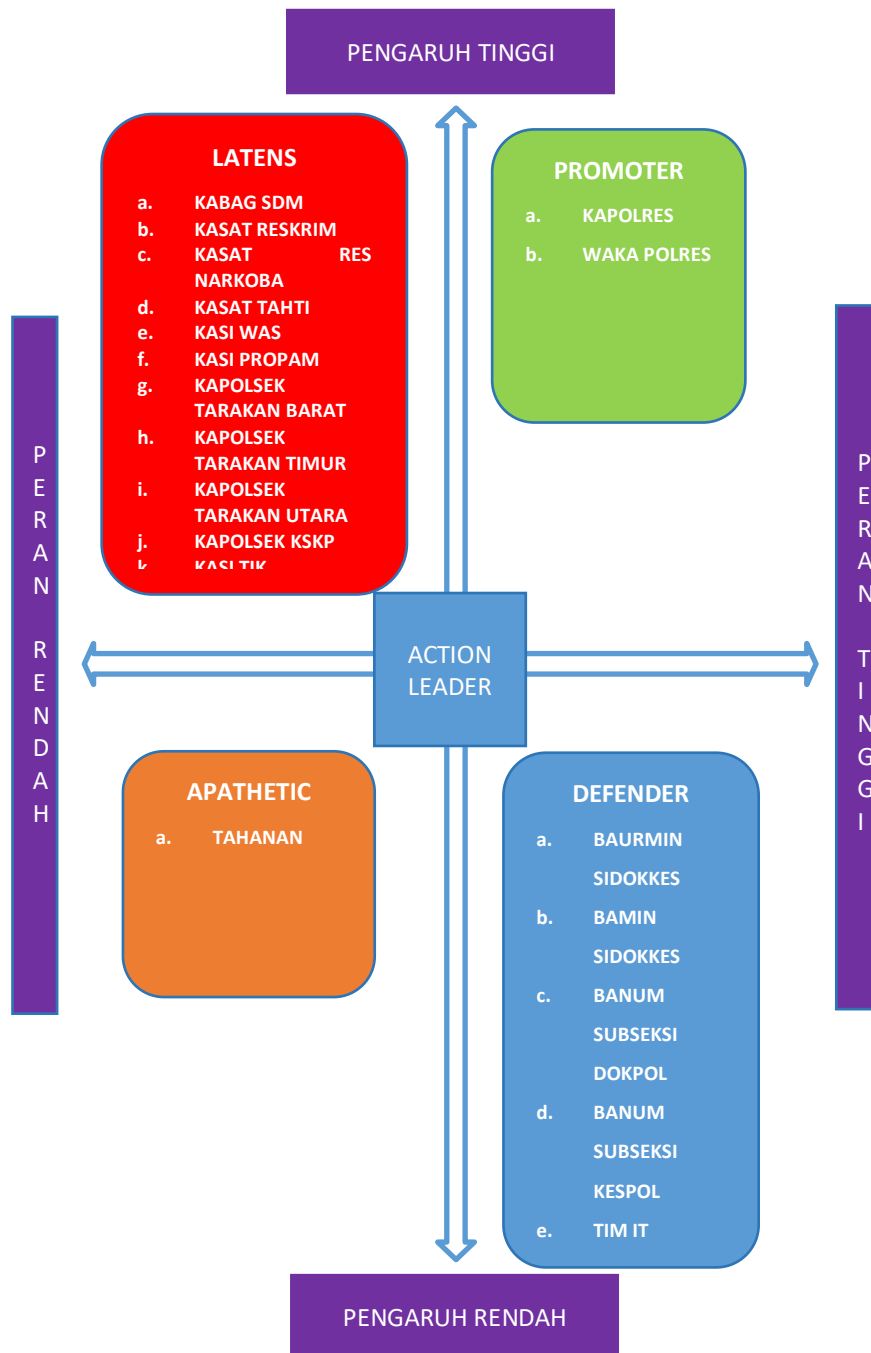 PENGARUH TINGGI
LATENS
a. KABAG SDM
b. KASAT RESKRIM
c. KASAT RES
NARKOBA
d. KASAT TAHTI
e. KASI WAS
f. KASI PROPAM
g. KAPOLSEK
TARAKAN BARAT
h. KAPOLSEK
TARAKAN TIMUR
i. KAPOLSEK
TARAKAN UTARA
j. KAPOLSEK KSKP
k. KASI TIK
PROMOTER
a. KAPOLRES
b. WAKA POLRES
P
E
R
A
N
R
E
N
D
A
H
ACTION
LEADER
P
E
R
A
N
T
I
N
G
G
I
APATHETIC
a. TAHANAN
DEFENDER
a. BAURMIN
SIDOKKES
b. BAMIN
SIDOKKES
c. BANUM
SUBSEKSI
DOKPOL
d. BANUM
SUBSEKSI
KESPOL
e. TIM IT
PENGARUH RENDAH